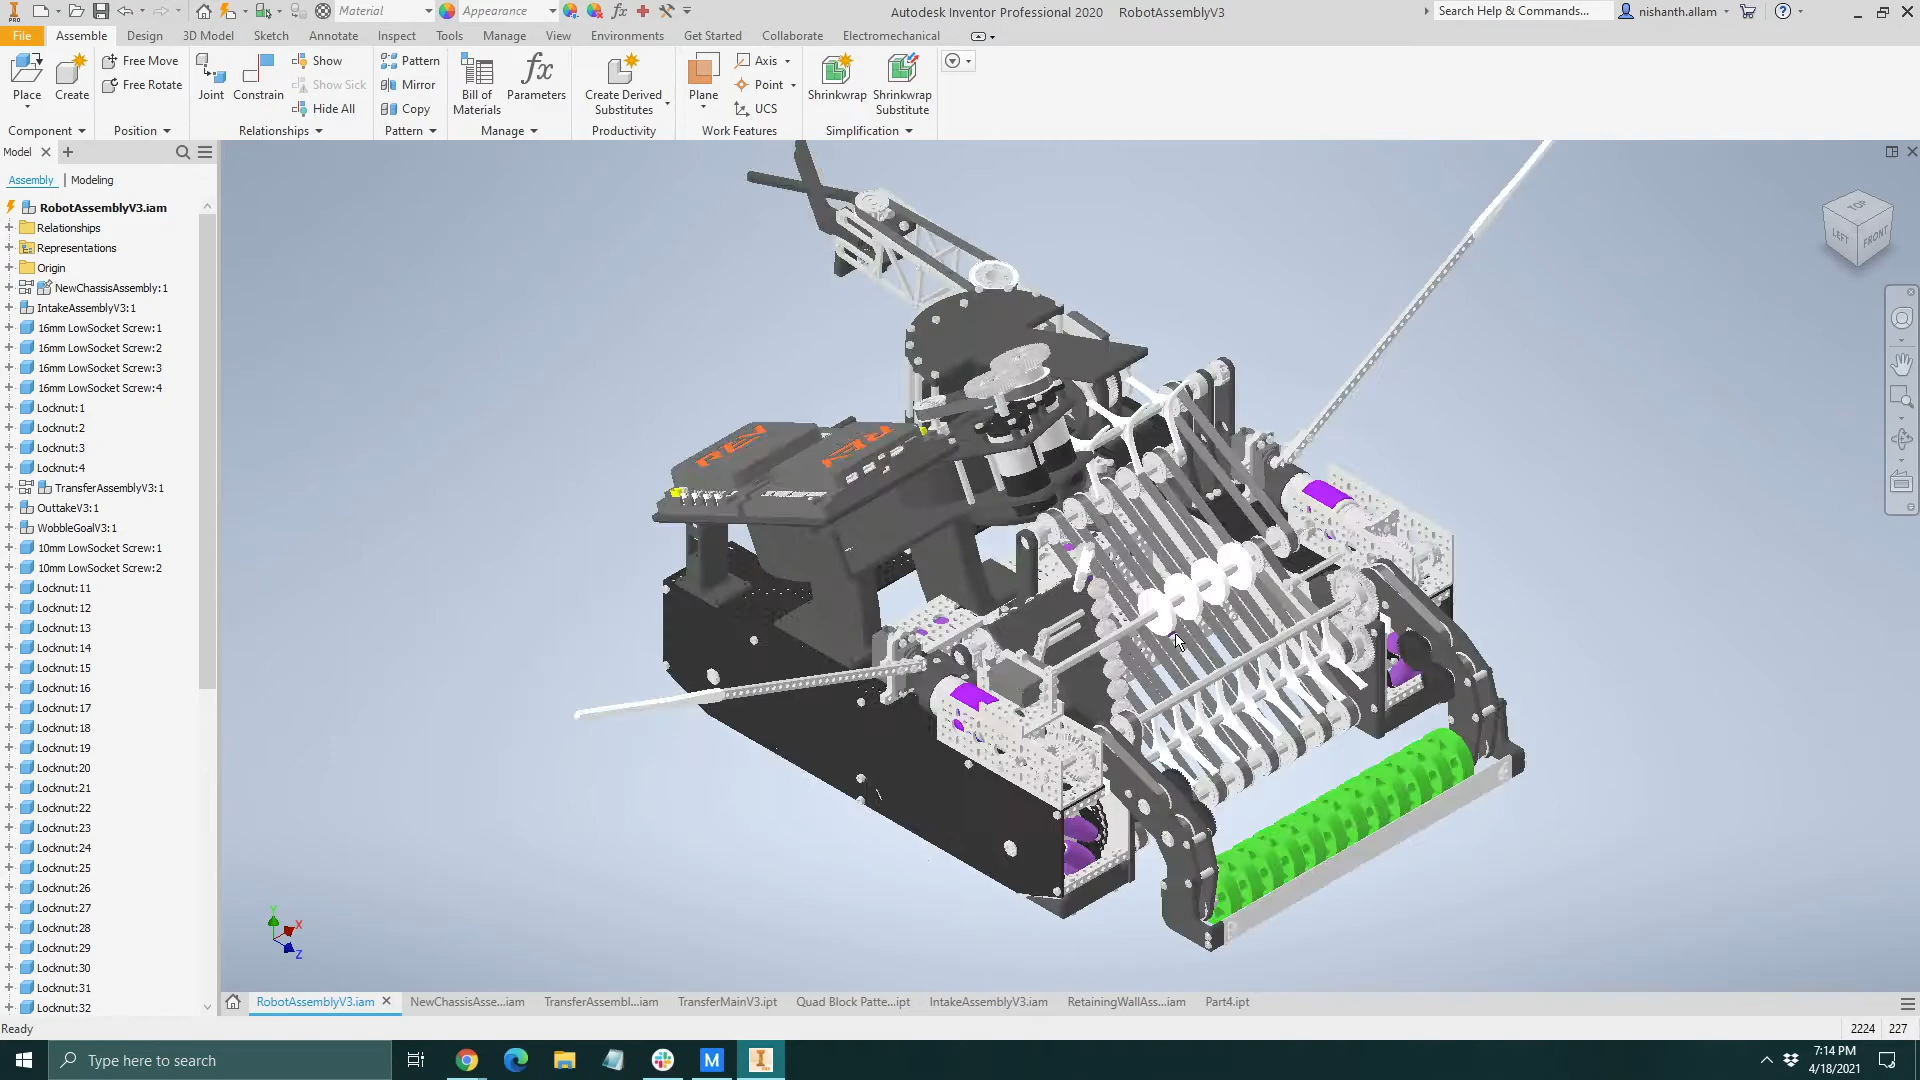 Material
Appearance
fx
Autodesk Inventor Professional 2020 RobotAssemblyV3
Search Help & Commands...
nishanth.allam
File Assemble Design 3D Model Sketch Annotate Inspect Tools Manage View Environments Get Started Collaborate Electromechanical
Place
Create
Free Move
Free Rotate
Joint
Constrain
Show
Show Sick
Hide All
Pattern
Mirror
Copy
Bill of
Materials
fx
Parameters
Create Derived
Substitutes
Plane
Axis
Point
UCS
Shrinkwrap
Shrinkwrap
Substitute
Component Position Relationships Pattern Manage Productivity Work Features Simplification
Model
Assembly Modeling
RobotAssemblyV3.iam
Relationships
Representations
Origin
NewChassisAssembly:1
IntakeAssemblyV3:1
16mm LowSocket Screw:1
16mm LowSocket Screw:2
16mm LowSocket Screw:3
16mm LowSocket Screw:4
Locknut:1
Locknut:2
Locknut:3
Locknut:4
TransferAssemblyV3:1
OuttakeV3:1
WobbleGoalV3:1
10mm LowSocket Screw:1
10mm LowSocket Screw:2
Locknut:11
Locknut:12
Locknut:13
Locknut:14
Locknut:15
Locknut:16
Locknut:17
Locknut:18
Locknut:19
Locknut:20
Locknut:21
Locknut:22
Locknut:23
Locknut:24
Locknut:25
Locknut:26
Locknut:27
Locknut:28
Locknut:29
Locknut:30
Locknut:31
Locknut:32
TOP
LEFT
FRONT
REV
REV
Y
X
Z
RobotAssemblyV3.iam NewChassisAsse...iam TransferAssembl...iam TransferMainV3.ipt Quad Block Patte...ipt IntakeAssemblyV3.iam RetainingWallAss...iam Part4.ipt
Ready
2224 227
Type here to search
M
I
7:14 PM
4/18/2021